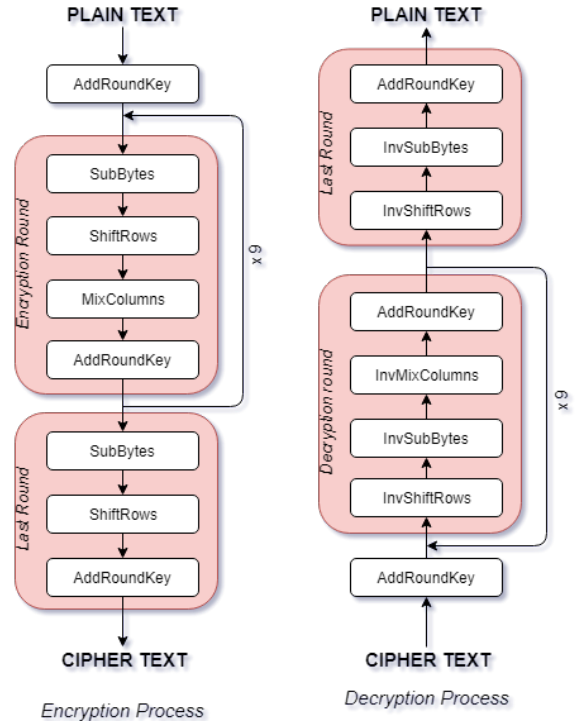 PLAIN TEXT
AddRoundKey
SubBytes
ShiftRows
MixColumns
AddRoundKey
Encryption Round
x 9
SubBytes
ShiftRows
AddRoundKey
Last Round
CIPHER TEXT
Encryption Process
PLAIN TEXT
AddRoundKey
InvSubBytes
InvShiftRows
Last Round
AddRoundKey
InvMixColumns
InvSubBytes
InvShiftRows
Decryption round
x 9
AddRoundKey
CIPHER TEXT
Decryption Process